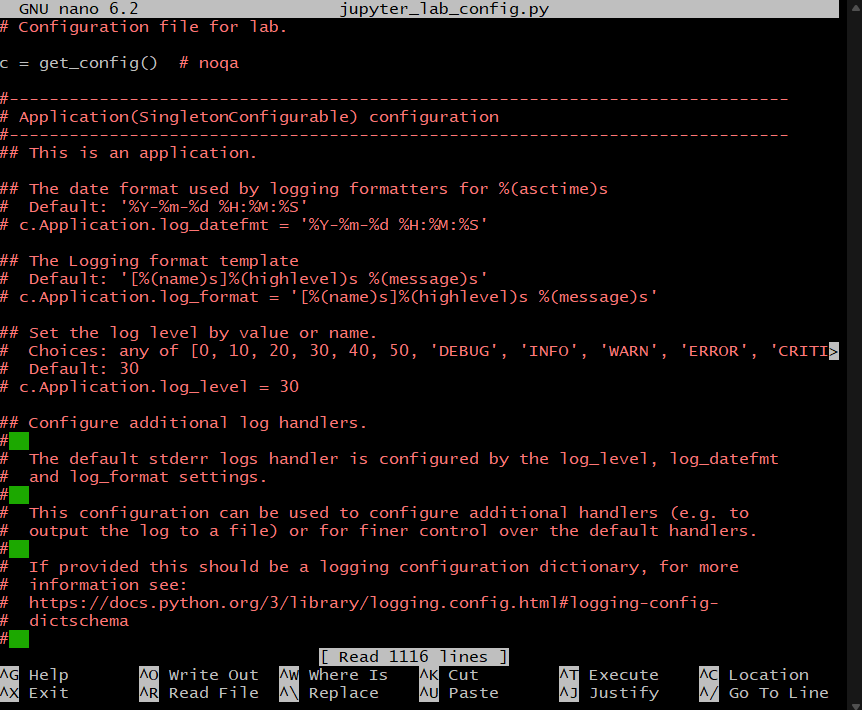 GNU nano 6.2 jupyter_lab_config.py
# Configuration file for lab.
c = get_config()  # noqa
#------------------------------------------------------------------------------
# Application(SingletonConfigurable) configuration
#------------------------------------------------------------------------------
## This is an application.
## The date format used by logging formatters for %(asctime)s
#  Default: '%Y-%m-%d %H:%M:%S'
# c.Application.log_datefmt = '%Y-%m-%d %H:%M:%S'
## The Logging format template
#  Default: '[%(name)s]%(highlevel)s %(message)s'
# c.Application.log_format = '[%(name)s]%(highlevel)s %(message)s'
## Set the log level by value or name.
#  Choices: any of [0, 10, 20, 30, 40, 50, 'DEBUG', 'INFO', 'WARN', 'ERROR', 'CRITI>
#  Default: 30
# c.Application.log_level = 30
## Configure additional log handlers.
#
#  The default stderr logs handler is configured by the log_level, log_datefmt
#  and log_format settings.
#
#  This configuration can be used to configure additional handlers (e.g. to
#  output the log to a file) or for finer control over the default handlers.
#
#  If provided this should be a logging configuration dictionary, for more
#  information see:
#  https://docs.python.org/3/library/logging.config.html#logging-config-
#  dictschema
#
[ Read 1116 lines ]
^G Help ^O Write Out ^W Where Is ^K Cut ^T Execute ^C Location
^X Exit ^R Read File ^\ Replace ^U Paste ^J Justify ^/ Go To Line